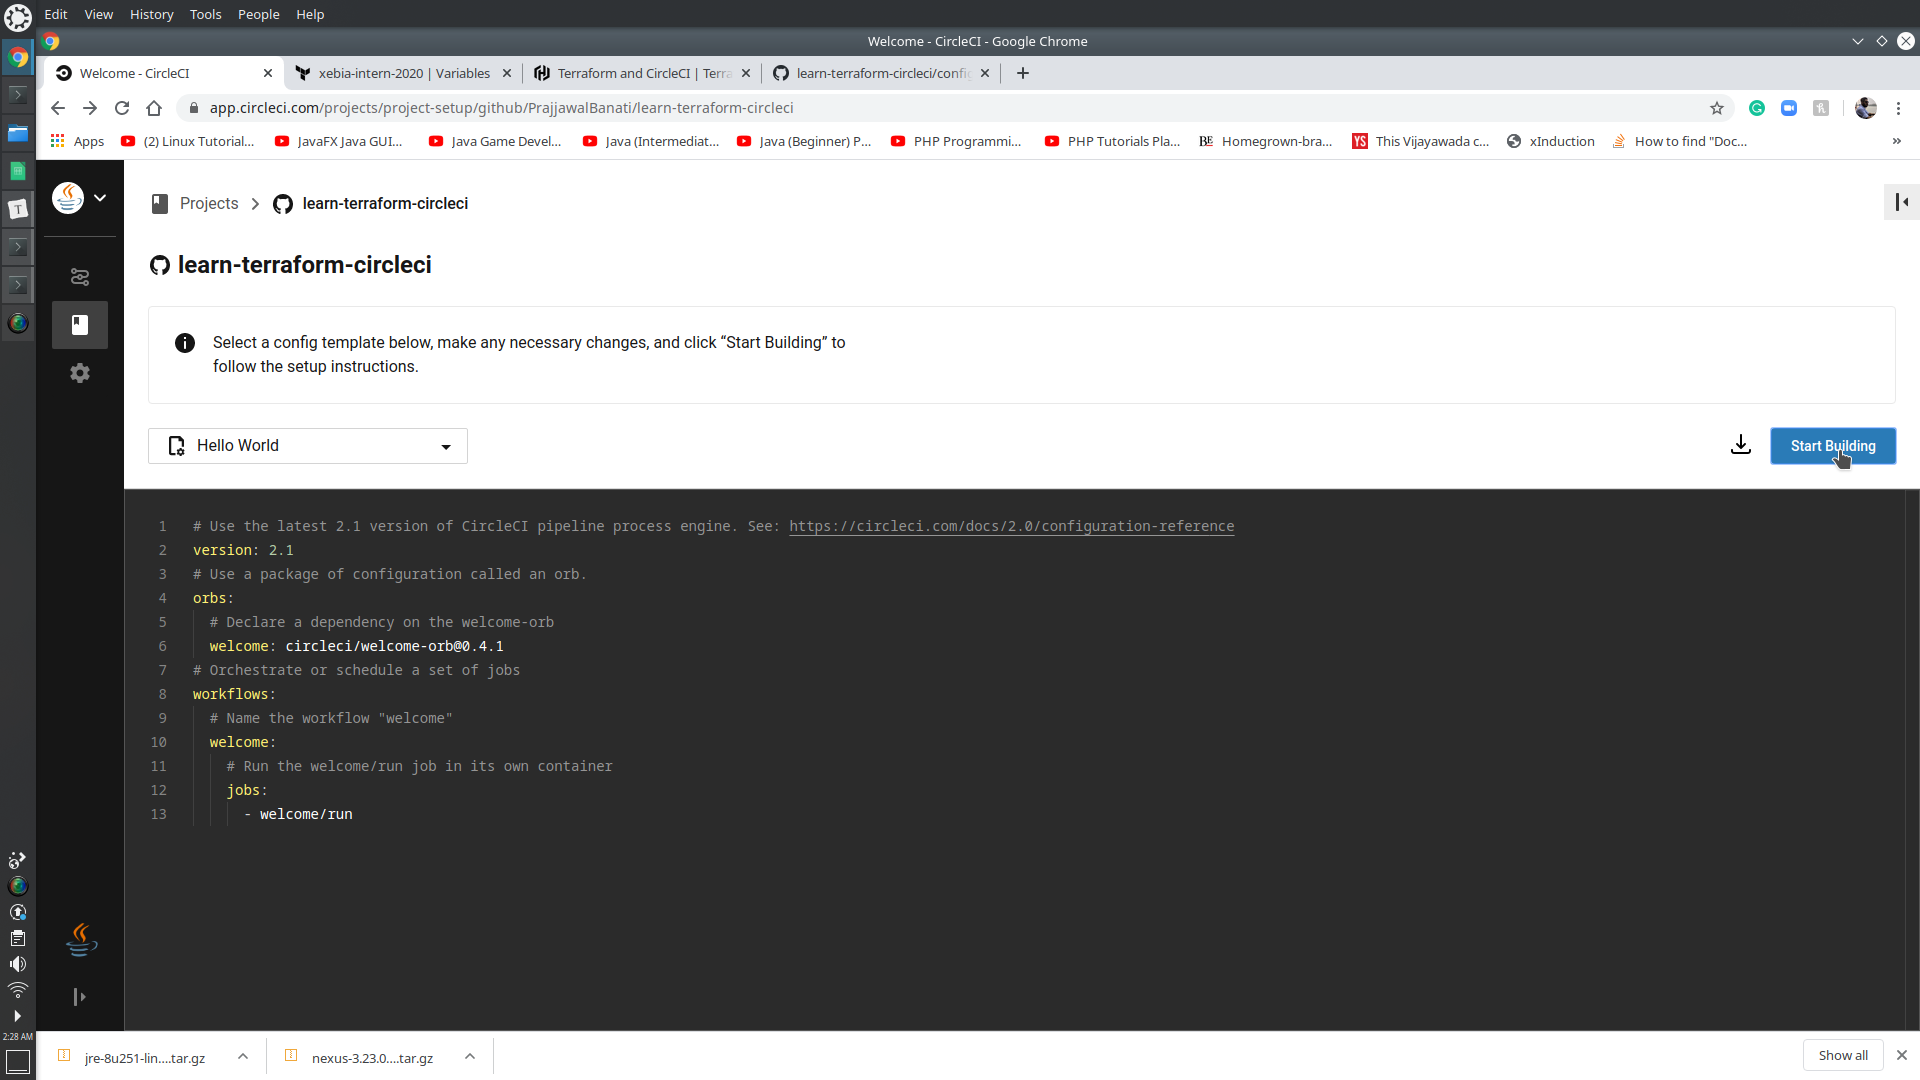 Edit View History Tools People Help
Welcome - CircleCI - Google Chrome
Welcome - CircleCI
xebia-intern-2020 | Variables
Terraform and CircleCI | Terra
learn-terraform-circleci/config
app.circleci.com/projects/project-setup/github/PrajjawalBanati/learn-terraform-circleci
Apps
(2) Linux Tutorial...
JavaFX Java GUI...
Java Game Devel...
Java (Intermediat...
Java (Beginner) P...
PHP Programmi...
PHP Tutorials Pla...
BE Homegrown-bra...
YS This Vijayawada c...
xInduction
How to find "Doc...
»
Projects
learn-terraform-circleci
learn-terraform-circleci
Select a config template below, make any necessary changes, and click “Start Building” to
follow the setup instructions.
Hello World
Start Building
1 # Use the latest 2.1 version of CircleCI pipeline process engine. See: https://circleci.com/docs/2.0/configuration-reference
2 version: 2.1
3 # Use a package of configuration called an orb.
4 orbs:
5 # Declare a dependency on the welcome-orb
6 welcome: circleci/welcome-orb@0.4.1
7 # Orchestrate or schedule a set of jobs
8 workflows:
9 # Name the workflow "welcome"
10 welcome:
11 # Run the welcome/run job in its own container
12 jobs:
13 - welcome/run
T
2:28 AM
jre-8u251-lin....tar.gz
nexus-3.23.0....tar.gz
Show all